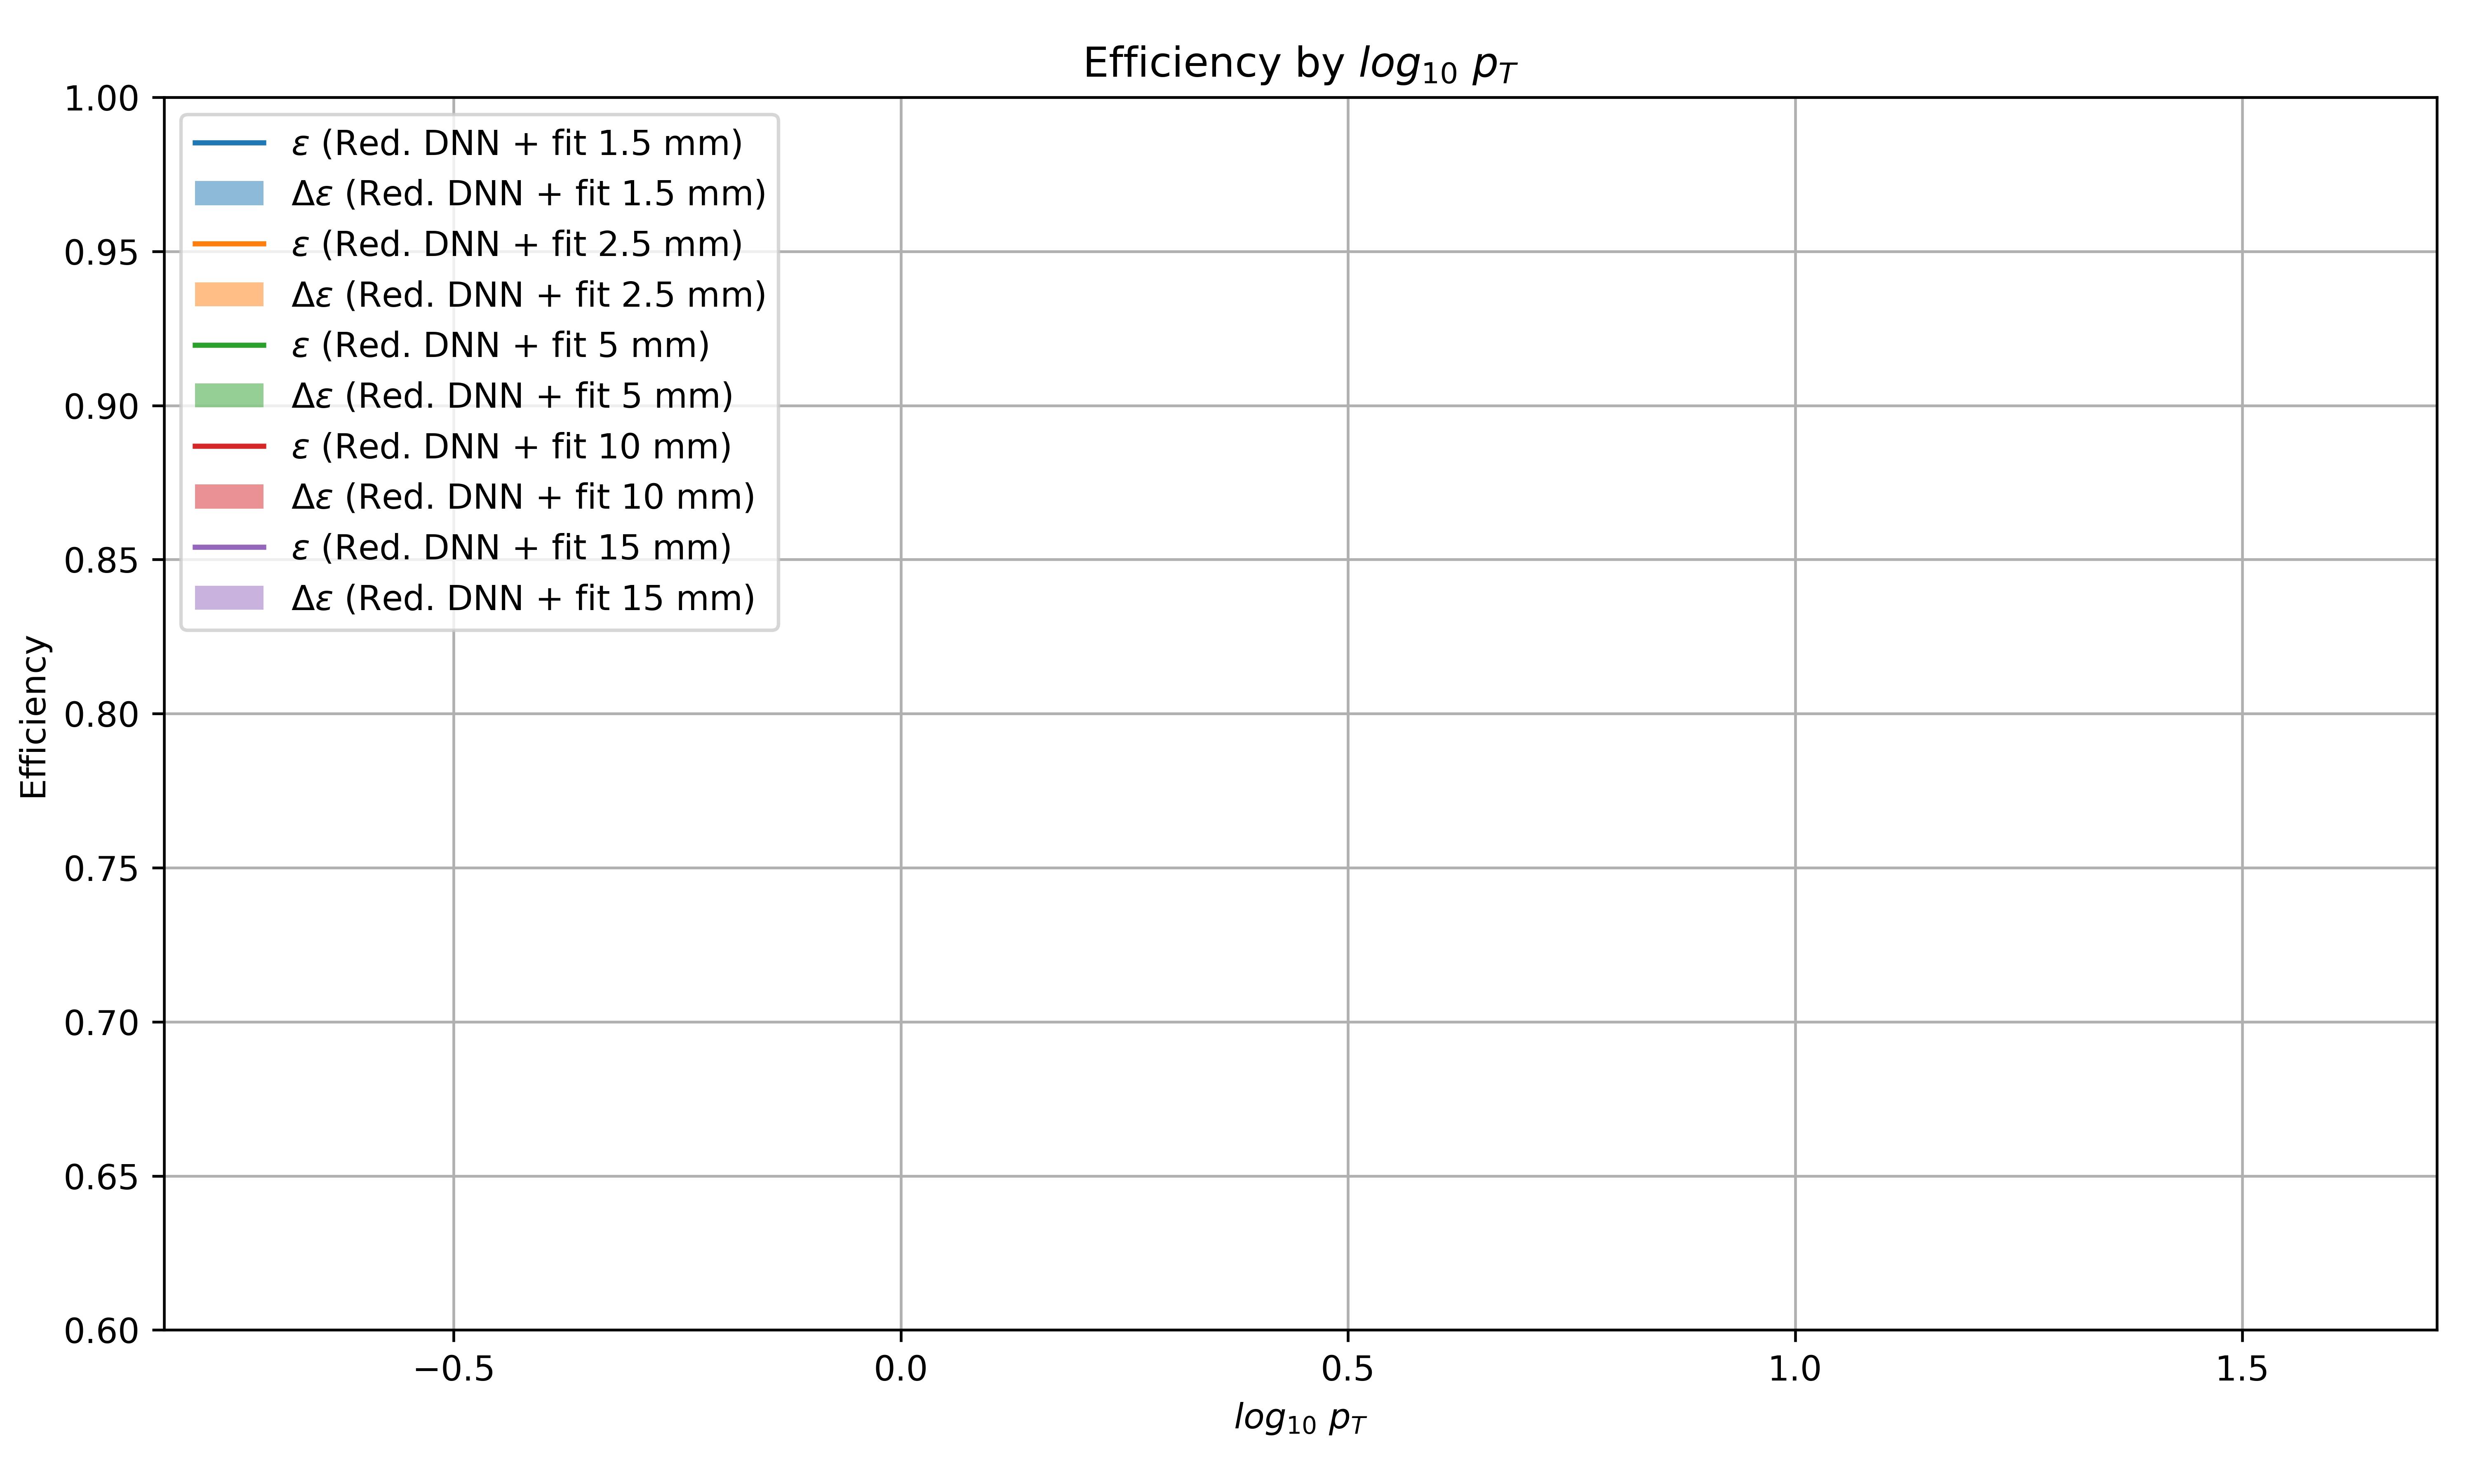 Efficiency by log₁₀ p_T
1.00
0.95
0.90
0.85
0.80
0.75
0.70
0.65
0.60
Efficiency
ε (Red. DNN + fit 1.5 mm)
Δε (Red. DNN + fit 1.5 mm)
ε (Red. DNN + fit 2.5 mm)
Δε (Red. DNN + fit 2.5 mm)
ε (Red. DNN + fit 5 mm)
Δε (Red. DNN + fit 5 mm)
ε (Red. DNN + fit 10 mm)
Δε (Red. DNN + fit 10 mm)
ε (Red. DNN + fit 15 mm)
Δε (Red. DNN + fit 15 mm)
−0.5 0.0 0.5 1.0 1.5
log₁₀ p_T